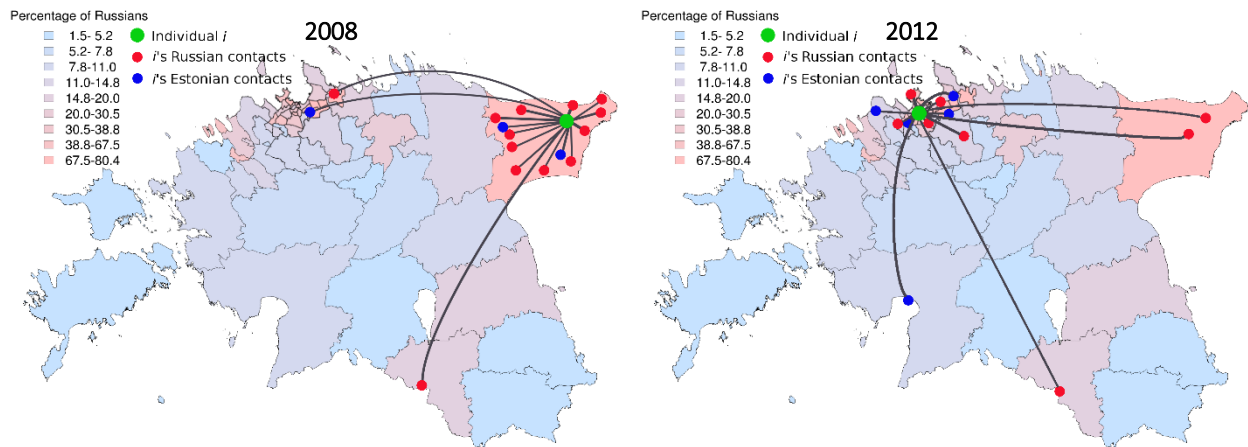 Percentage of Russians
2008
1.5- 5.2
5.2- 7.8
7.8-11.0
11.0-14.8
14.8-20.0
20.0-30.5
30.5-38.8
38.8-67.5
67.5-80.4
Individual i
i's Russian contacts
i's Estonian contacts
Percentage of Russians
2012
1.5- 5.2
5.2- 7.8
7.8-11.0
11.0-14.8
14.8-20.0
20.0-30.5
30.5-38.8
38.8-67.5
67.5-80.4
Individual i
i's Russian contacts
i's Estonian contacts